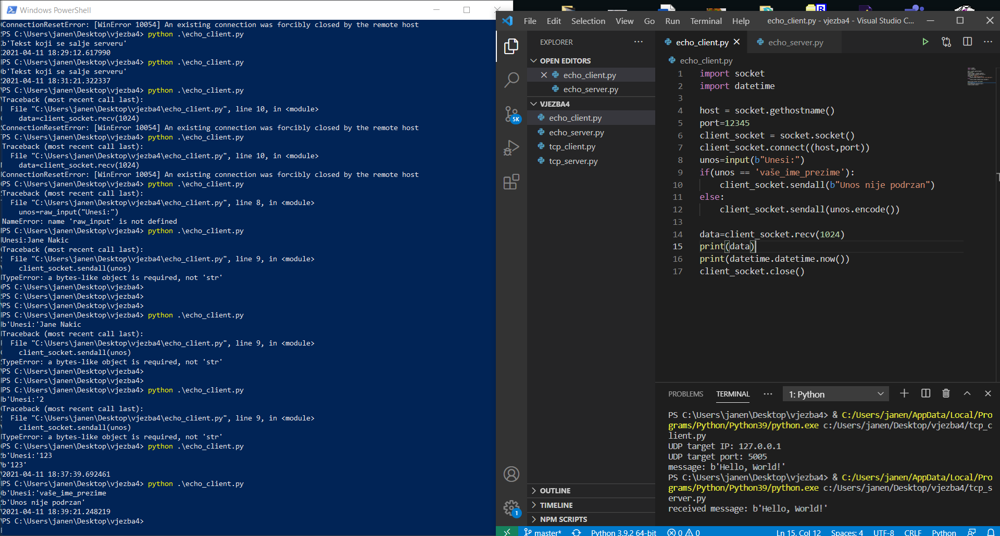 Windows PowerShell
ConnectionResetError: [WinError 10054] An existing connection was forcibly closed by the remote host
PS C:\Users\janen\Desktop\vjezba4> python .\echo_client.py
b'Tekst koji se salje serveru'
2021-04-11 18:29:12.617990
PS C:\Users\janen\Desktop\vjezba4> python .\echo_client.py
b'Tekst koji se salje serveru'
2021-04-11 18:31:21.322337
PS C:\Users\janen\Desktop\vjezba4> python .\echo_client.py
Traceback (most recent call last):
  File "C:\Users\janen\Desktop\vjezba4\echo_client.py", line 10, in <module>
    data=client_socket.recv(1024)
ConnectionResetError: [WinError 10054] An existing connection was forcibly closed by the remote host
PS C:\Users\janen\Desktop\vjezba4> python .\echo_client.py
Traceback (most recent call last):
  File "C:\Users\janen\Desktop\vjezba4\echo_client.py", line 10, in <module>
    data=client_socket.recv(1024)
ConnectionResetError: [WinError 10054] An existing connection was forcibly closed by the remote host
PS C:\Users\janen\Desktop\vjezba4> python .\echo_client.py
Traceback (most recent call last):
  File "C:\Users\janen\Desktop\vjezba4\echo_client.py", line 8, in <module>
    unos=raw_input("Unesi:")
NameError: name 'raw_input' is not defined
PS C:\Users\janen\Desktop\vjezba4> python .\echo_client.py
Unesi:Jane Nakic
Traceback (most recent call last):
  File "C:\Users\janen\Desktop\vjezba4\echo_client.py", line 9, in <module>
    client_socket.sendall(unos)
TypeError: a bytes-like object is required, not 'str'
PS C:\Users\janen\Desktop\vjezba4>
PS C:\Users\janen\Desktop\vjezba4>
PS C:\Users\janen\Desktop\vjezba4>
PS C:\Users\janen\Desktop\vjezba4> python .\echo_client.py
b'Unesi:'Jane Nakic
Traceback (most recent call last):
  File "C:\Users\janen\Desktop\vjezba4\echo_client.py", line 9, in <module>
    client_socket.sendall(unos)
TypeError: a bytes-like object is required, not 'str'
PS C:\Users\janen\Desktop\vjezba4>
PS C:\Users\janen\Desktop\vjezba4>
PS C:\Users\janen\Desktop\vjezba4> python .\echo_client.py
b'Unesi:'2
Traceback (most recent call last):
  File "C:\Users\janen\Desktop\vjezba4\echo_client.py", line 9, in <module>
    client_socket.sendall(unos)
TypeError: a bytes-like object is required, not 'str'
PS C:\Users\janen\Desktop\vjezba4> python .\echo_client.py
b'Unesi:'123
b'123'
2021-04-11 18:37:39.692461
PS C:\Users\janen\Desktop\vjezba4> python .\echo_client.py
b'Unesi:'vaše_ime_prezime
b'Unos nije podrzan'
2021-04-11 18:39:21.248219
PS C:\Users\janen\Desktop\vjezba4>
File Edit Selection View Go Run Terminal Help echo_client.py - vjezba4 - Visual Studio C...
EXPLORER
OPEN EDITORS
echo_client.py
echo_server.py
VJEZBA4
echo_client.py
echo_server.py
tcp_client.py
tcp_server.py
5K
1
OUTLINE
TIMELINE
NPM SCRIPTS
echo_client.py
echo_server.py
echo_client.py
1 import socket
2 import datetime
3
4 host = socket.gethostname()
5 port=12345
6 client_socket = socket.socket()
7 client_socket.connect((host,port))
8 unos=input(b"Unesi:")
9 if(unos == 'vaše_ime_prezime'):
10     client_socket.sendall(b"Unos nije podrzan")
11 else:
12     client_socket.sendall(unos.encode())
13
14 data=client_socket.recv(1024)
15 print(data)
16 print(datetime.datetime.now())
17 client_socket.close()
PROBLEMS TERMINAL 1: Python
PS C:\Users\janen\Desktop\vjezba4> & C:/Users/janen/AppData/Local/Pro
grams/Python/Python39/python.exe c:/Users/janen/Desktop/vjezba4/tcp_c
lient.py
UDP target IP: 127.0.0.1
UDP target port: 5005
message: b'Hello, World!'
PS C:\Users\janen\Desktop\vjezba4> & C:/Users/janen/AppData/Local/Pro
grams/Python/Python39/python.exe c:/Users/janen/Desktop/vjezba4/tcp_s
erver.py
received message: b'Hello, World!'
master* Python 3.9.2 64-bit 0 0 Ln 15, Col 12 Spaces: 4 UTF-8 CRLF Python